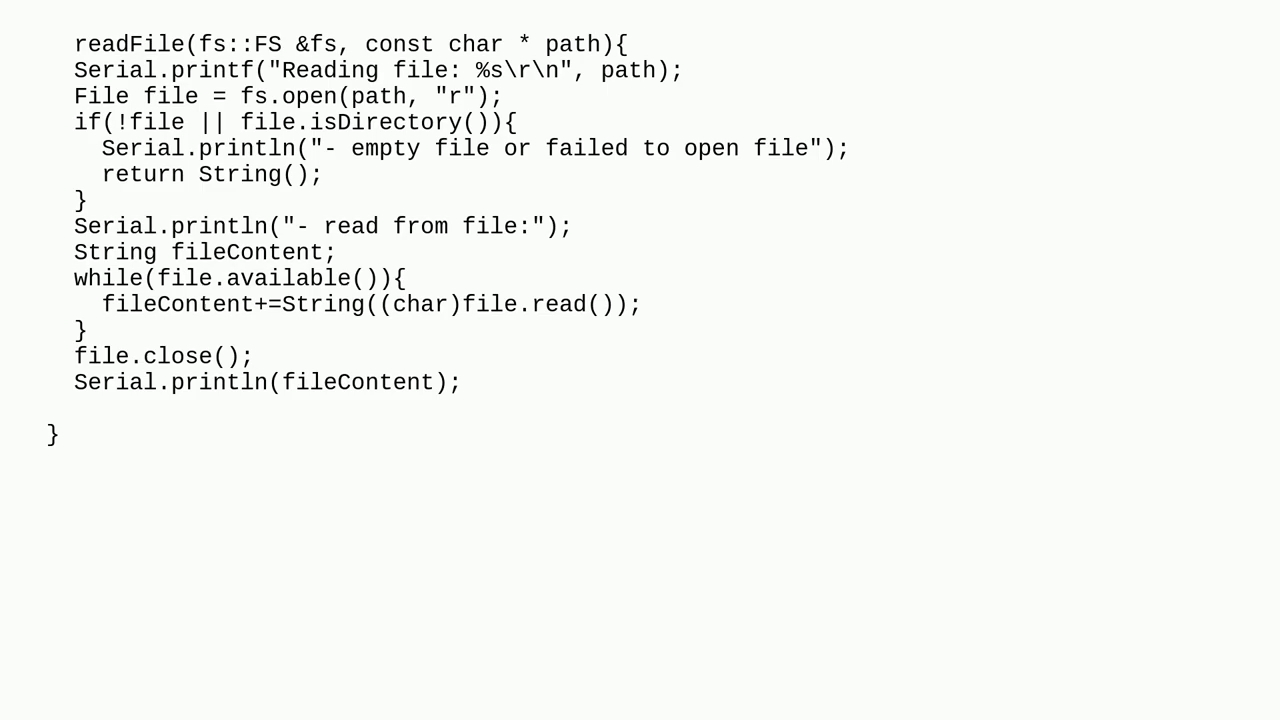 readFile(fs::FS &fs, const char * path){
Serial.printf("Reading file: %s\r\n", path);
File file = fs.open(path, "r");
if(!file || file.isDirectory()){
Serial.println("- empty file or failed to open file");
return String();
}
Serial.println("- read from file:");
String fileContent;
while(file.available()){
fileContent+=String((char)file.read());
}
file.close();
Serial.println(fileContent);
}